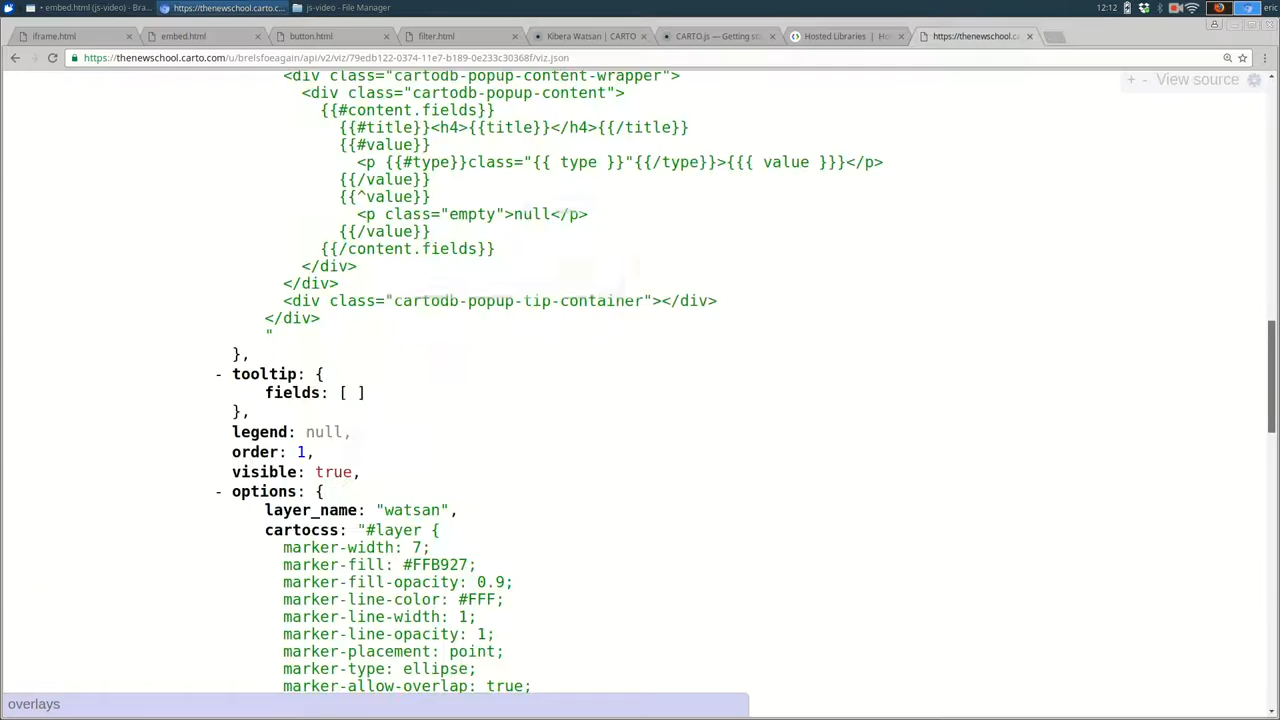 12:12
eric
embed.html (js-video) - Bra...
https://thenewschool.carto.c...
js-video - File Manager
iframe.html
embed.html
button.html
filter.html
Kibera Watsan | CARTO
CARTO.js — Getting st
Hosted Libraries | Ho
https://thenewschool.ca
https://thenewschool.carto.com/u/brelsfoeagain/api/v2/viz/79edb122-0374-11e7-b189-0e233c30368f/viz.json
+ - View source
<div class="cartodb-popup-content-wrapper">
<div class="cartodb-popup-content">
{{#content.fields}}
{{#title}}<h4>{{title}}</h4>{{/title}}
{{#value}}
<p {{#type}}class="{{ type }}"{{/type}}>{{{ value }}}</p>
{{/value}}
{{^value}}
<p class="empty">null</p>
{{/value}}
{{/content.fields}}
</div>
</div>
<div class="cartodb-popup-tip-container"></div>
</div>
"
},
- tooltip: {
fields: [ ]
},
legend: null,
order: 1,
visible: true,
- options: {
layer_name: "watsan",
cartocss: "#layer {
marker-width: 7;
marker-fill: #FFB927;
marker-fill-opacity: 0.9;
marker-line-color: #FFF;
marker-line-width: 1;
marker-line-opacity: 1;
marker-placement: point;
marker-type: ellipse;
marker-allow-overlap: true;
overlays